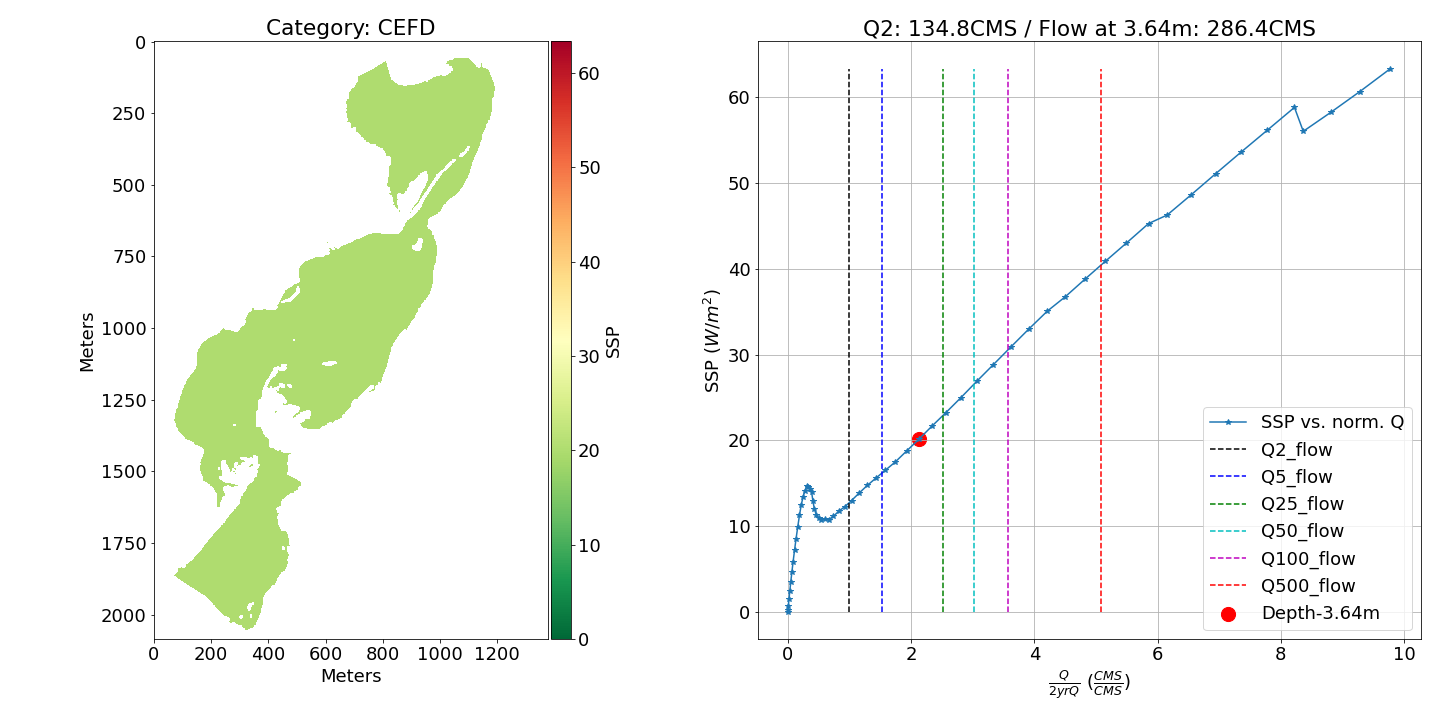 Category: CEFD
0
250
500
750
1000
1250
1500
1750
2000
Meters
0 200 400 600 800 1000 1200
Meters
60
50
40
30
20
10
0
SSP
Q2: 134.8CMS / Flow at 3.64m: 286.4CMS
60
50
40
30
20
10
0
SSP (W/m²)
0 2 4 6 8 10
Q/2yrQ (CMS/CMS)
SSP vs. norm. Q
Q2_flow
Q5_flow
Q25_flow
Q50_flow
Q100_flow
Q500_flow
Depth-3.64m